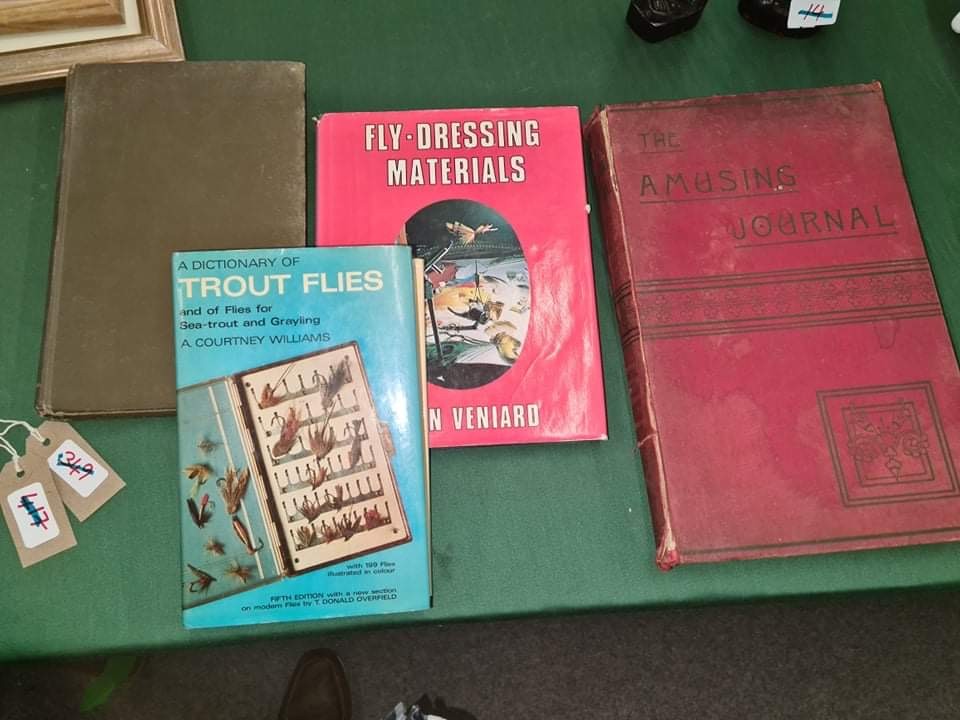 FLY-DRESSING
MATERIALS
N VENIARD
A DICTIONARY OF
TROUT FLIES
and of Flies for
Sea-trout and Grayling
A. COURTNEY WILLIAMS
with 199 Flies
illustrated in colour
FIFTH EDITION with a new section
on modern Flies by T. DONALD OVERFIELD
THE
AMUSING
JOURNAL
14
349